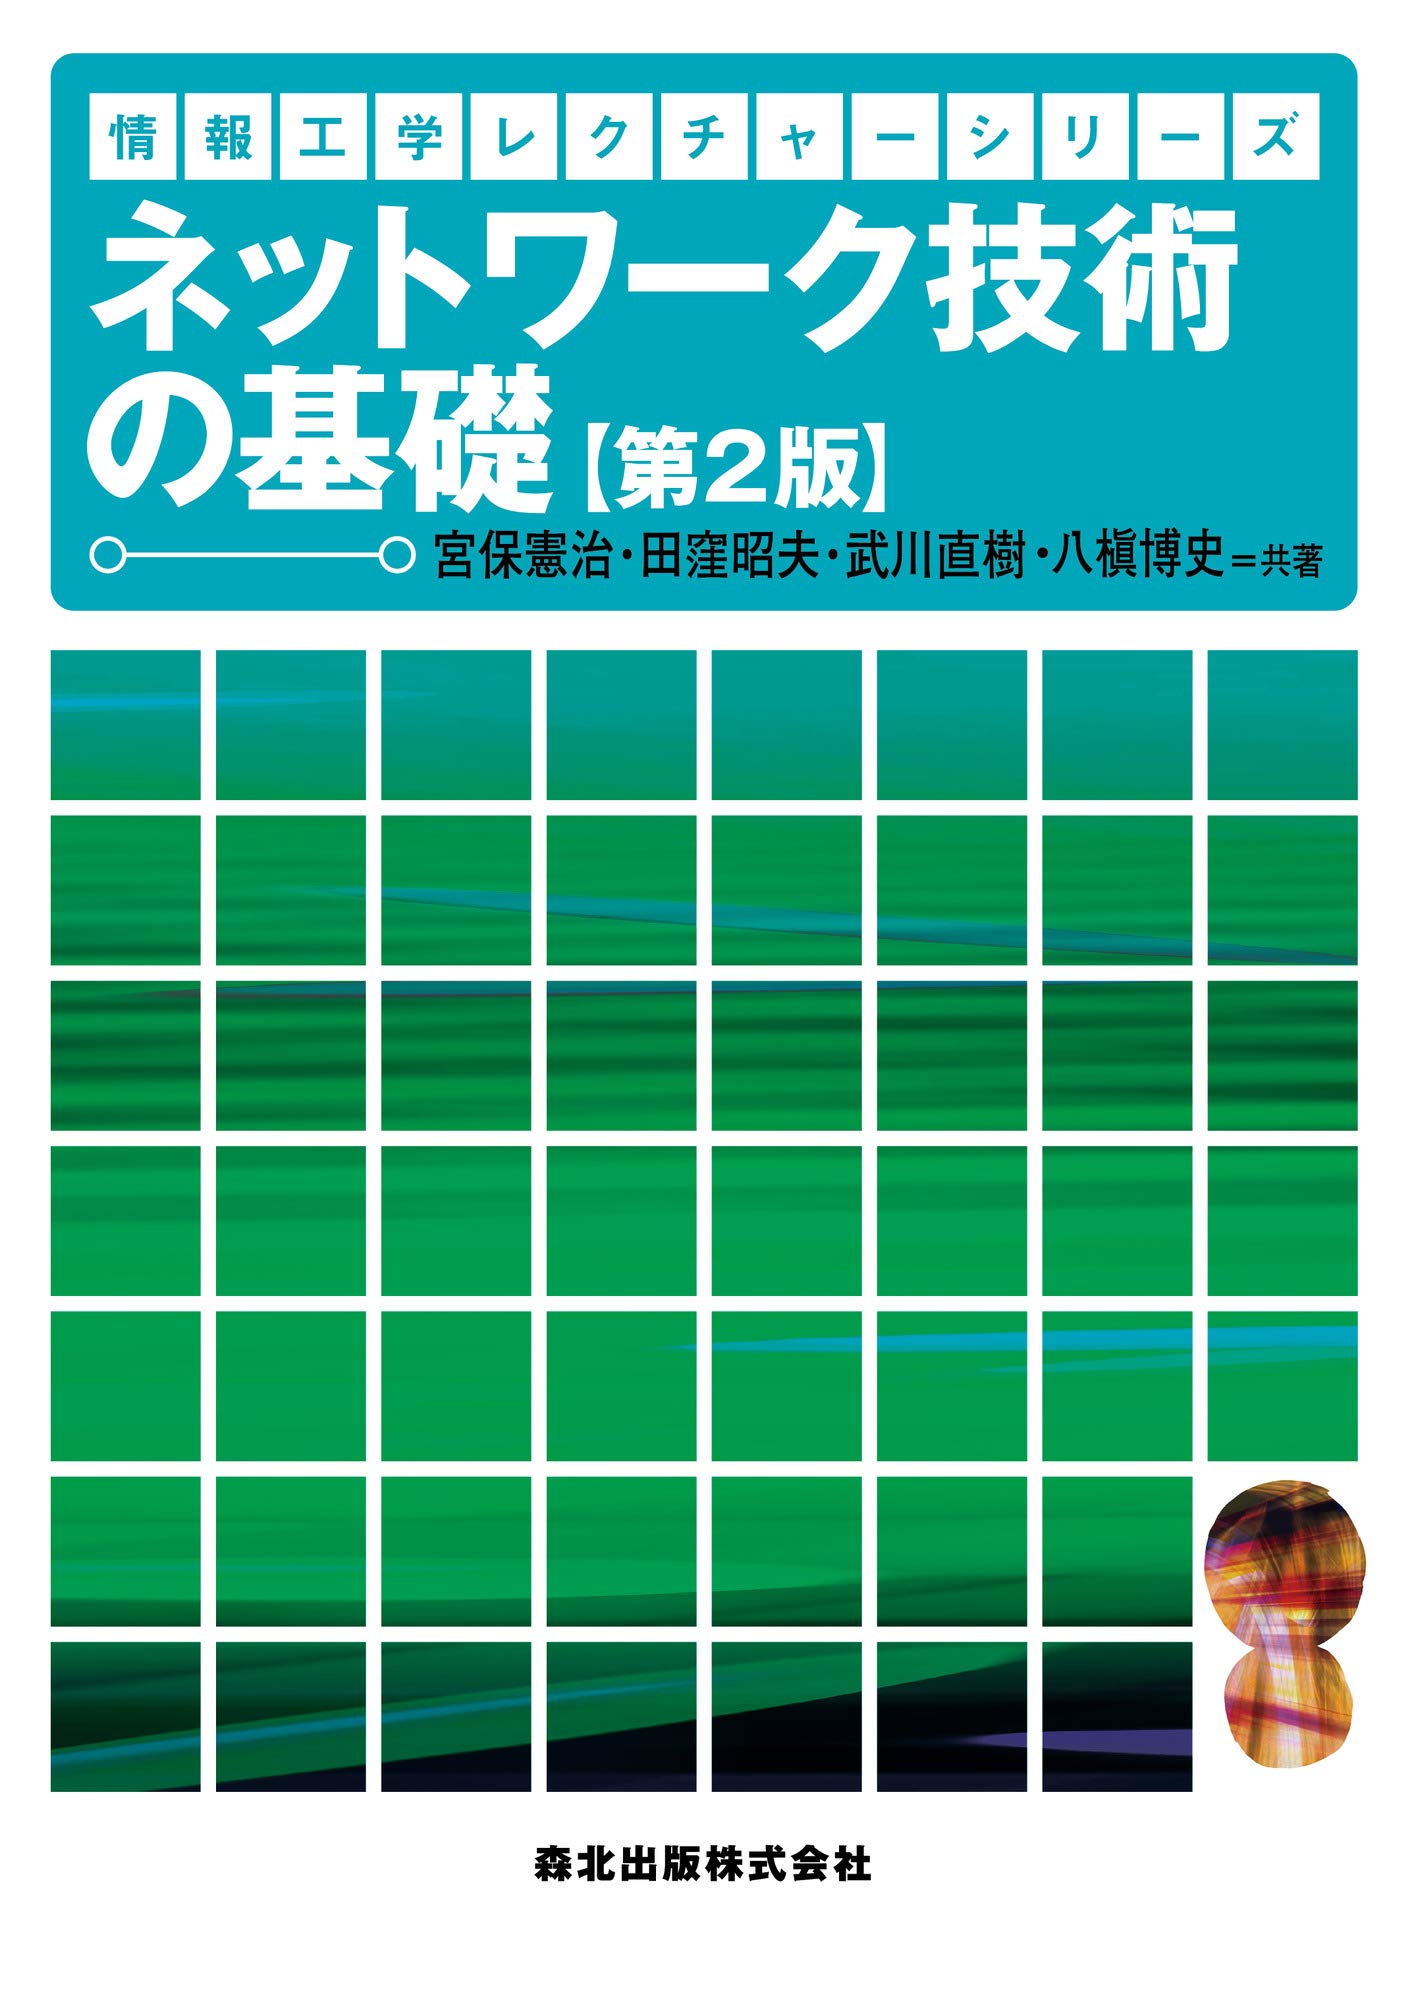 情報工学レクチャーシリーズ
ネットワーク技術
の基礎【第2版】
宮保憲治・田窪昭夫・武川直樹・八槇博史＝共著
森北出版株式会社